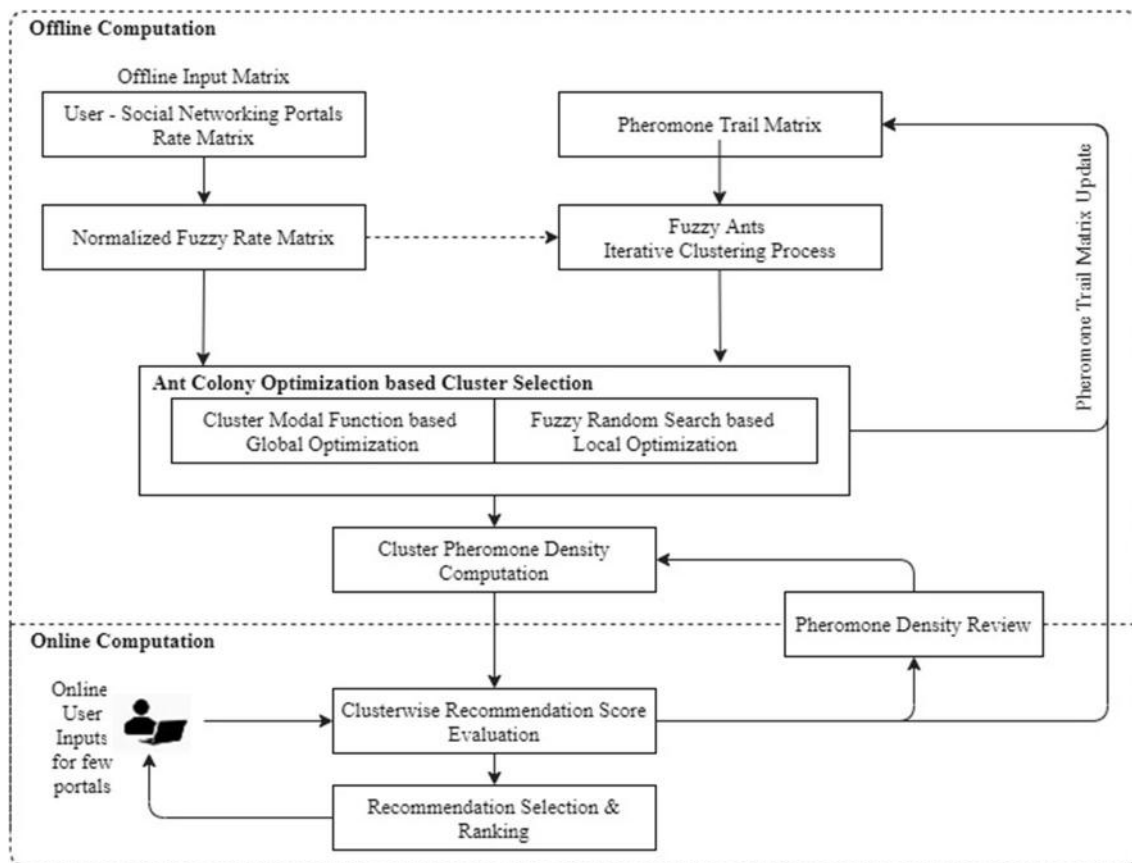 Offline Computation
Offline Input Matrix
User - Social Networking Portals
Rate Matrix
Pheromone Trail Matrix
Normalized Fuzzy Rate Matrix
Fuzzy Ants
Iterative Clustering Process
Pheromone Trail Matrix Update
Ant Colony Optimization based Cluster Selection
Cluster Modal Function based
Global Optimization
Fuzzy Random Search based
Local Optimization
Cluster Pheromone Density
Computation
Pheromone Density Review
Online Computation
Online
User
Inputs
for few
portals
Clusterwise Recommendation Score
Evaluation
Recommendation Selection &
Ranking